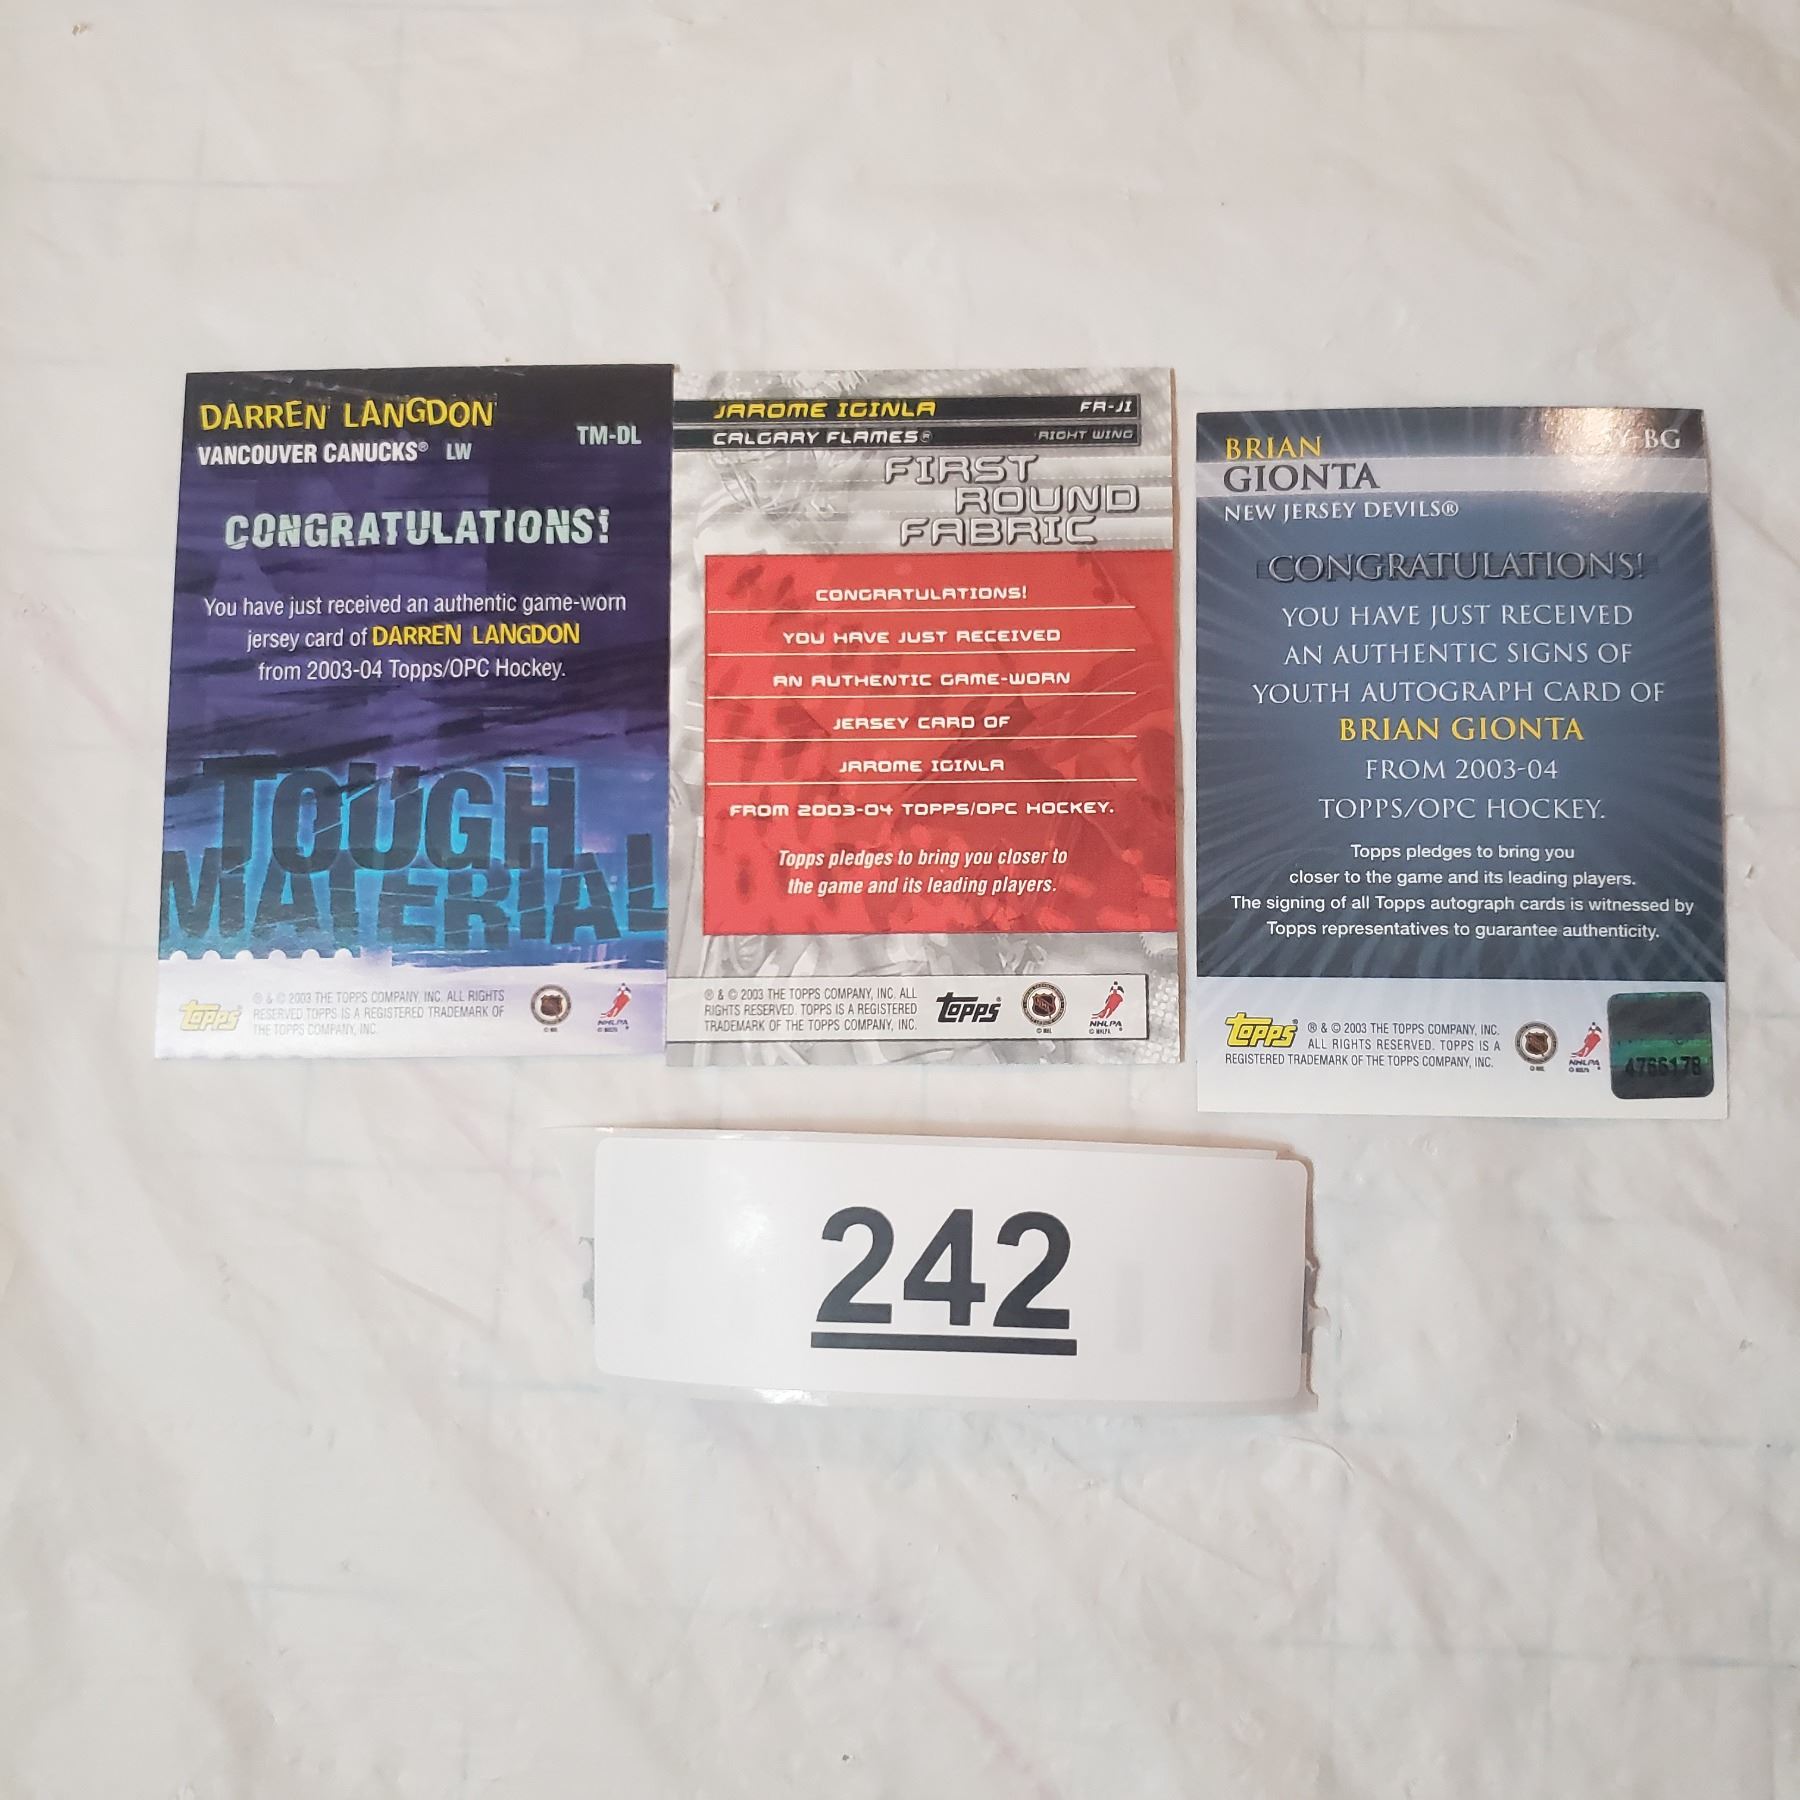 DARREN LANGDON
VANCOUVER CANUCKS® LW
TM-DL
CONGRATULATIONS!
You have just received an authentic game-worn
jersey card of DARREN LANGDON
from 2003-04 Topps/OPC Hockey.
TOUGH
MATERIAL
topps
® & © 2003 THE TOPPS COMPANY, INC. ALL RIGHTS
RESERVED. TOPPS IS A REGISTERED TRADEMARK OF
THE TOPPS COMPANY, INC.
NHLPA
JAROME IGINLA
FR-JI
CALGARY FLAMES®
RIGHT WING
FIRST
ROUND
FABRIC
CONGRATULATIONS!
YOU HAVE JUST RECEIVED
AN AUTHENTIC GAME-WORN
JERSEY CARD OF
JAROME IGINLA
FROM 2003-04 TOPPS/OPC HOCKEY.
Topps pledges to bring you closer to
the game and its leading players.
® & © 2003 THE TOPPS COMPANY, INC. ALL
RIGHTS RESERVED. TOPPS IS A REGISTERED
TRADEMARK OF THE TOPPS COMPANY, INC.
topps
© NHL
NHLPA
© NHLPA
BRIAN
GIONTA
Y-BG
NEW JERSEY DEVILS®
CONGRATULATIONS!
YOU HAVE JUST RECEIVED
AN AUTHENTIC SIGNS OF
YOUTH AUTOGRAPH CARD OF
BRIAN GIONTA
FROM 2003-04
TOPPS/OPC HOCKEY.
Topps pledges to bring you
closer to the game and its leading players.
The signing of all Topps autograph cards is witnessed by
Topps representatives to guarantee authenticity.
topps
® & © 2003 THE TOPPS COMPANY, INC.
ALL RIGHTS RESERVED. TOPPS IS A
REGISTERED TRADEMARK OF THE TOPPS COMPANY, INC.
NHLPA
4766178
242